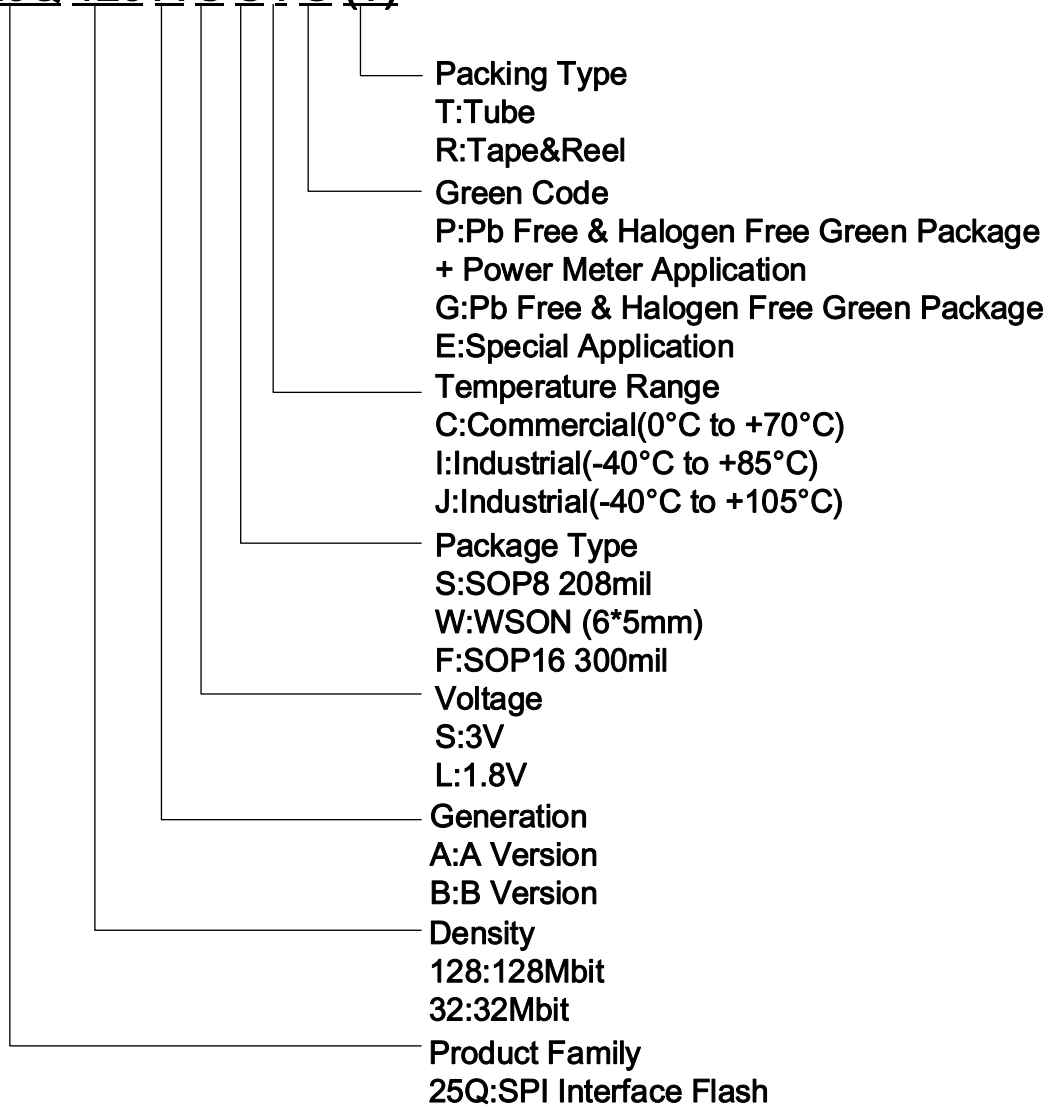 Packing Type
T:Tube
R:Tape&Reel
Green Code
P:Pb Free & Halogen Free Green Package
+ Power Meter Application
G:Pb Free & Halogen Free Green Package
E:Special Application
Temperature Range
C:Commercial(0°C to +70°C)
I:Industrial(-40°C to +85°C)
J:Industrial(-40°C to +105°C)
Package Type
S:SOP8 208mil
W:WSON (6*5mm)
F:SOP16 300mil
Voltage
S:3V
L:1.8V
Generation
A:A Version
B:B Version
Density
128:128Mbit
32:32Mbit
Product Family
25Q:SPI Interface Flash